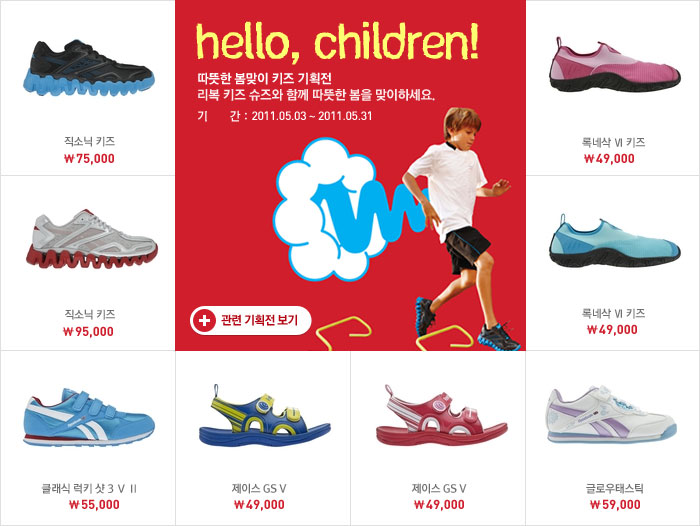 hello, children!
따뜻한 봄맞이 키즈 기획전
리복 키즈 슈즈와 함께 따뜻한 봄을 맞이하세요.
기 간 : 2011.05.03 ~ 2011.05.31
관련 기획전 보기
직소닉 키즈
₩75,000
록네삭 Ⅵ 키즈
₩49,000
직소닉 키즈
₩95,000
록네삭 Ⅵ 키즈
₩49,000
클래식 럭키 샷 3 V II
₩55,000
제이스 GS V
₩49,000
제이스 GS V
₩49,000
글로우태스틱
₩59,000